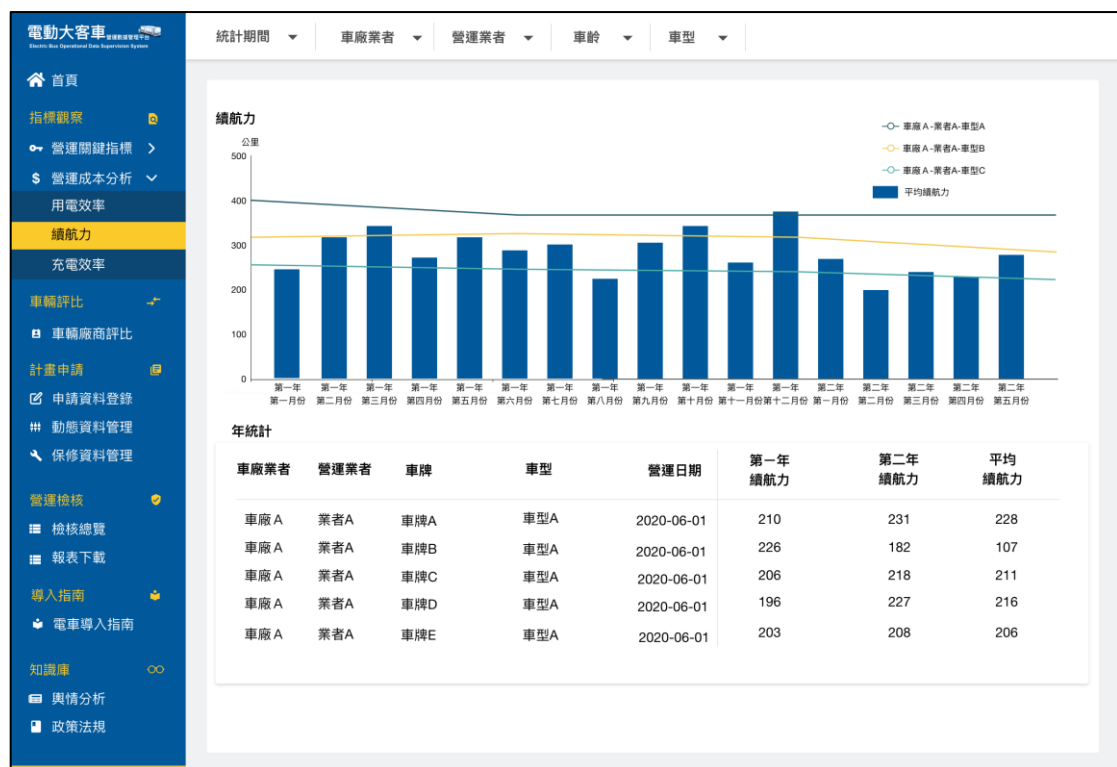 電動大客車營運數據管理平台
Electric Bus Operational Data Supervision System
首頁
指標觀察
營運關鍵指標
營運成本分析
用電效率
續航力
充電效率
車輛評比
車輛廠商評比
計畫申請
申請資料登錄
動態資料管理
保修資料管理
營運檢核
檢核總覽
報表下載
導入指南
電車導入指南
知識庫
輿情分析
政策法規
統計期間 車廠業者 營運業者 車齡 車型
續航力
公里
500
400
300
200
100
0
車廠A-業者A-車型A
車廠A-業者A-車型B
車廠A-業者A-車型C
平均續航力
第一年 第一年 第一年 第一年 第一年 第一年 第一年 第一年 第一年 第一年 第一年 第一年 第二年 第二年 第二年 第二年 第二年
第一月份 第二月份 第三月份 第四月份 第五月份 第六月份 第七月份 第八月份 第九月份 第十月份 第十一月份 第十二月份 第一月份 第二月份 第三月份 第四月份 第五月份
年統計
車廠業者 營運業者 車牌 車型 營運日期 第一年 第二年 平均
續航力 續航力 續航力
車廠A 業者A 車牌A 車型A 2020-06-01 210 231 228
車廠A 業者A 車牌B 車型A 2020-06-01 226 182 107
車廠A 業者A 車牌C 車型A 2020-06-01 206 218 211
車廠A 業者A 車牌D 車型A 2020-06-01 196 227 216
車廠A 業者A 車牌E 車型A 2020-06-01 203 208 206